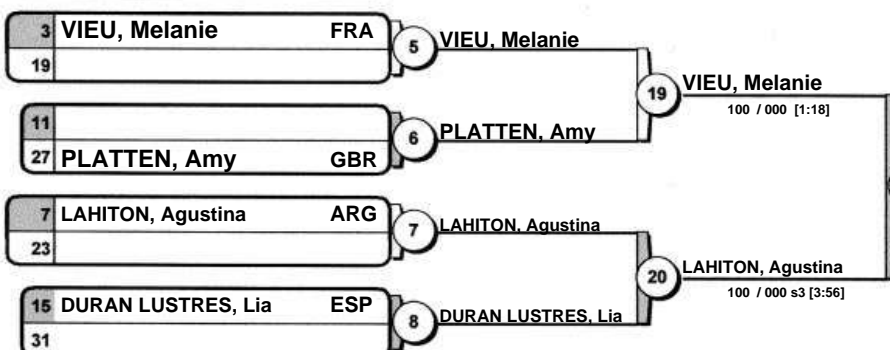 3 VIEU, Melanie FRA
19
5 VIEU, Melanie
11
27 PLATTEN, Amy GBR
6 PLATTEN, Amy
19 VIEU, Melanie
100 / 000 [1:18]
7 LAHITON, Agustina ARG
23
7 LAHITON, Agustina
15 DURAN LUSTRES, Lia ESP
31
8 DURAN LUSTRES, Lia
20 LAHITON, Agustina
100 / 000 s3 [3:56]